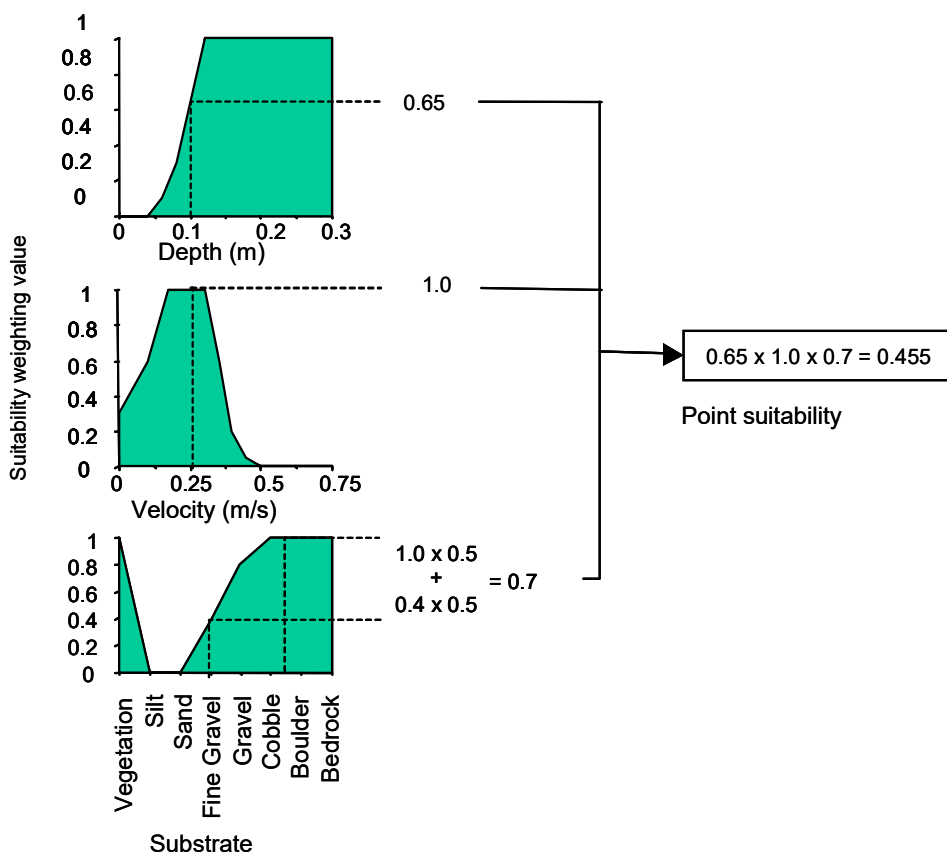 Suitability weighting value
1
0.8
0.6
0.4
0.2
0
0 0.1 0.2 0.3
Depth (m)
0.65
1
0.8
0.6
0.4
0.2
0
0 0.25 0.5 0.75
Velocity (m/s)
1.0
1
0.8
0.6
0.4
0.2
0
Vegetation
Silt
Sand
Fine Gravel
Gravel
Cobble
Boulder
Bedrock
Substrate
1.0 x 0.5
+
0.4 x 0.5
= 0.7
0.65 x 1.0 x 0.7 = 0.455
Point suitability